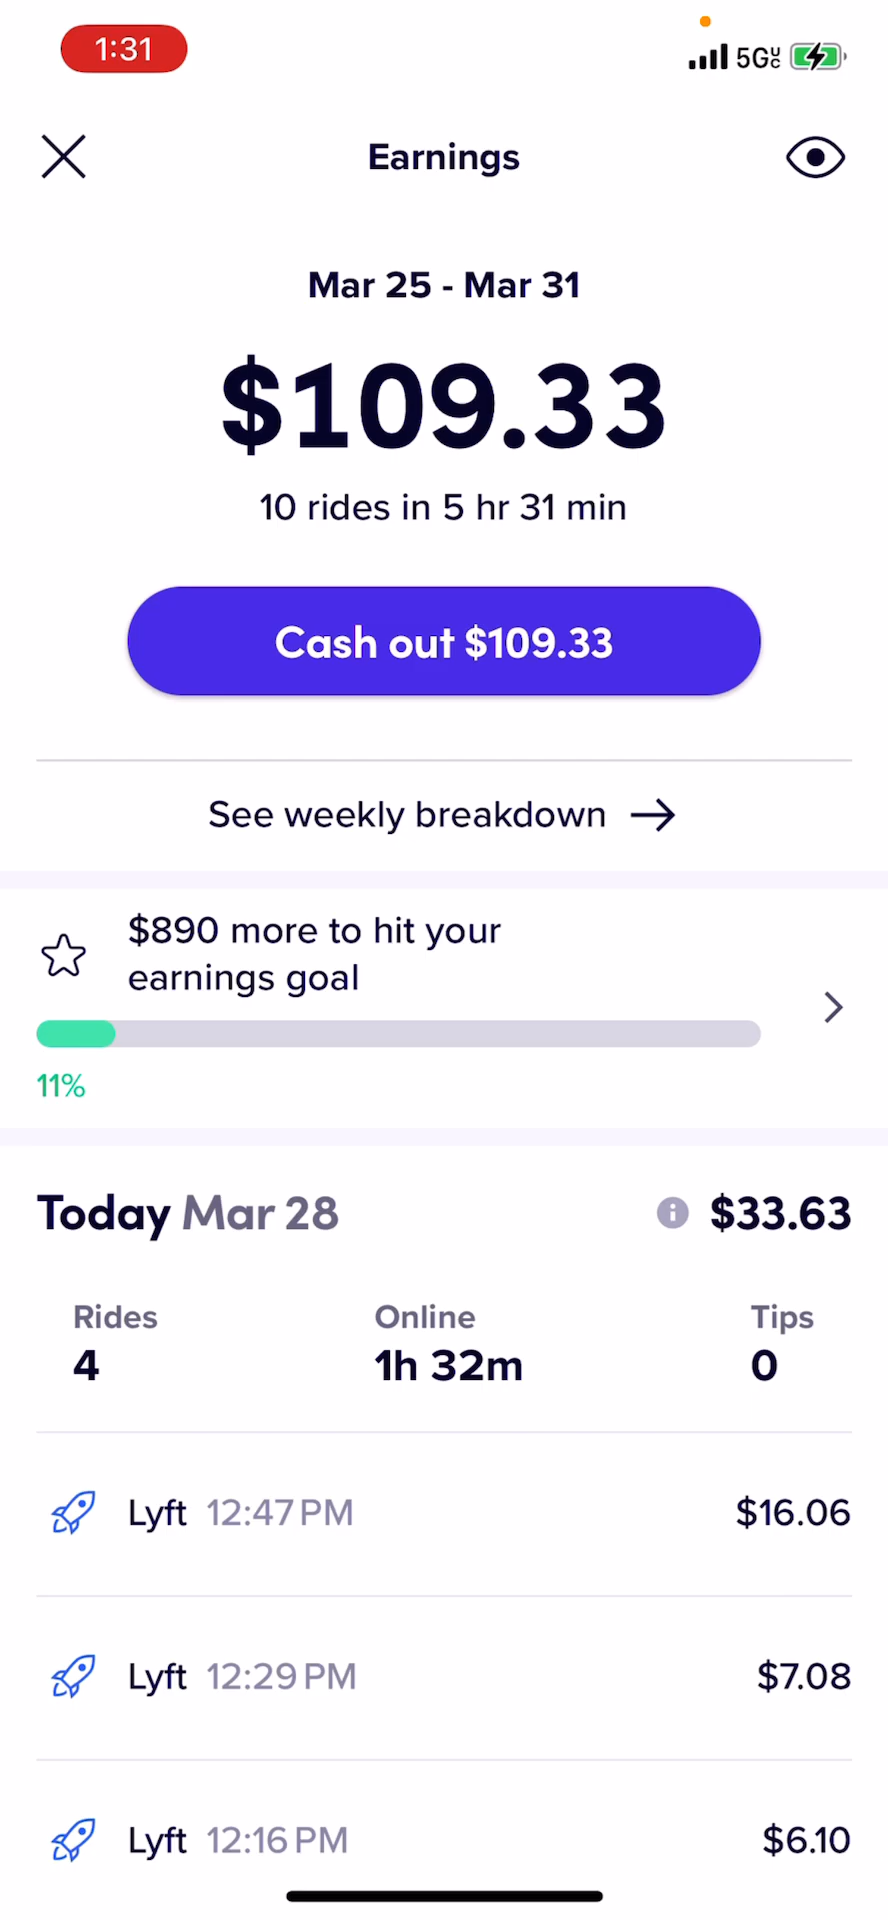 1:31
5GUC
Earnings
Mar 25 - Mar 31
$109.33
10 rides in 5 hr 31 min
Cash out $109.33
See weekly breakdown
$890 more to hit your
earnings goal
11%
Today Mar 28 $33.63
Rides Online Tips
4 1h 32m 0
Lyft 12:47 PM $16.06
Lyft 12:29 PM $7.08
Lyft 12:16 PM $6.10